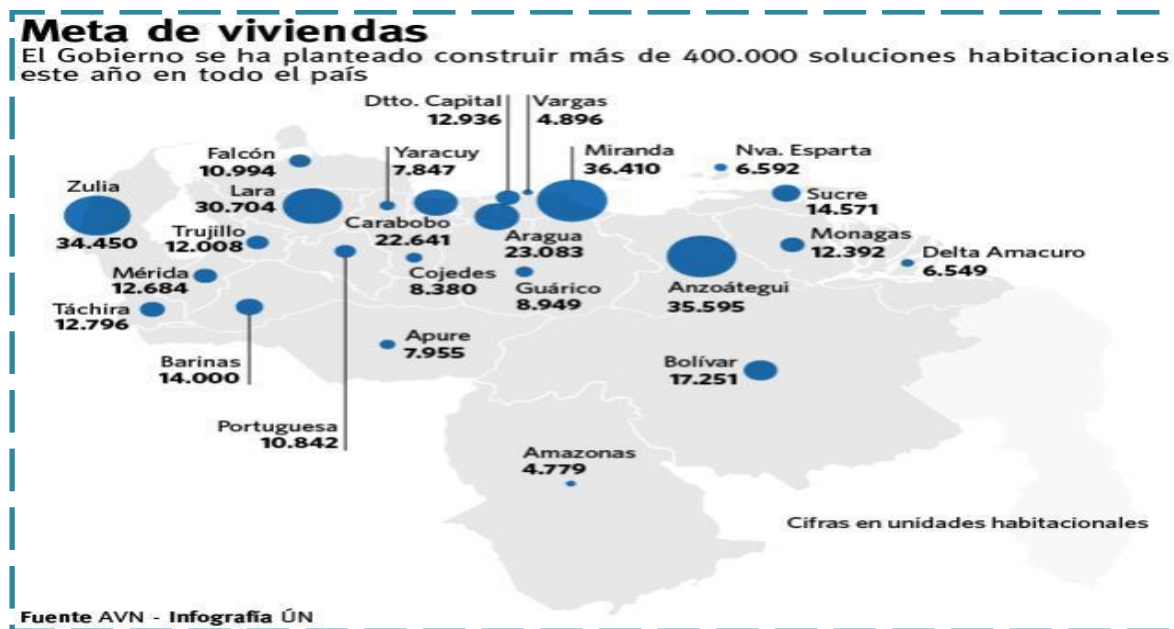 Meta de viviendas
El Gobierno se ha planteado construir más de 400.000 soluciones habitacionales
este año en todo el país
Dtto. Capital
12.936
Vargas
4.896
Falcón
10.994
Yaracuy
7.847
Miranda
36.410
Nva. Esparta
6.592
Zulia
34.450
Lara
30.704
Sucre
14.571
Trujillo
12.008
Carabobo
22.641
Aragua
23.083
Monagas
12.392
Delta Amacuro
6.549
Mérida
12.684
Cojedes
8.380
Guárico
8.949
Anzoátegui
35.595
Táchira
12.796
Apure
7.955
Barinas
14.000
Bolívar
17.251
Portuguesa
10.842
Amazonas
4.779
Cifras en unidades habitacionales
Fuente AVN - Infografía ÚN